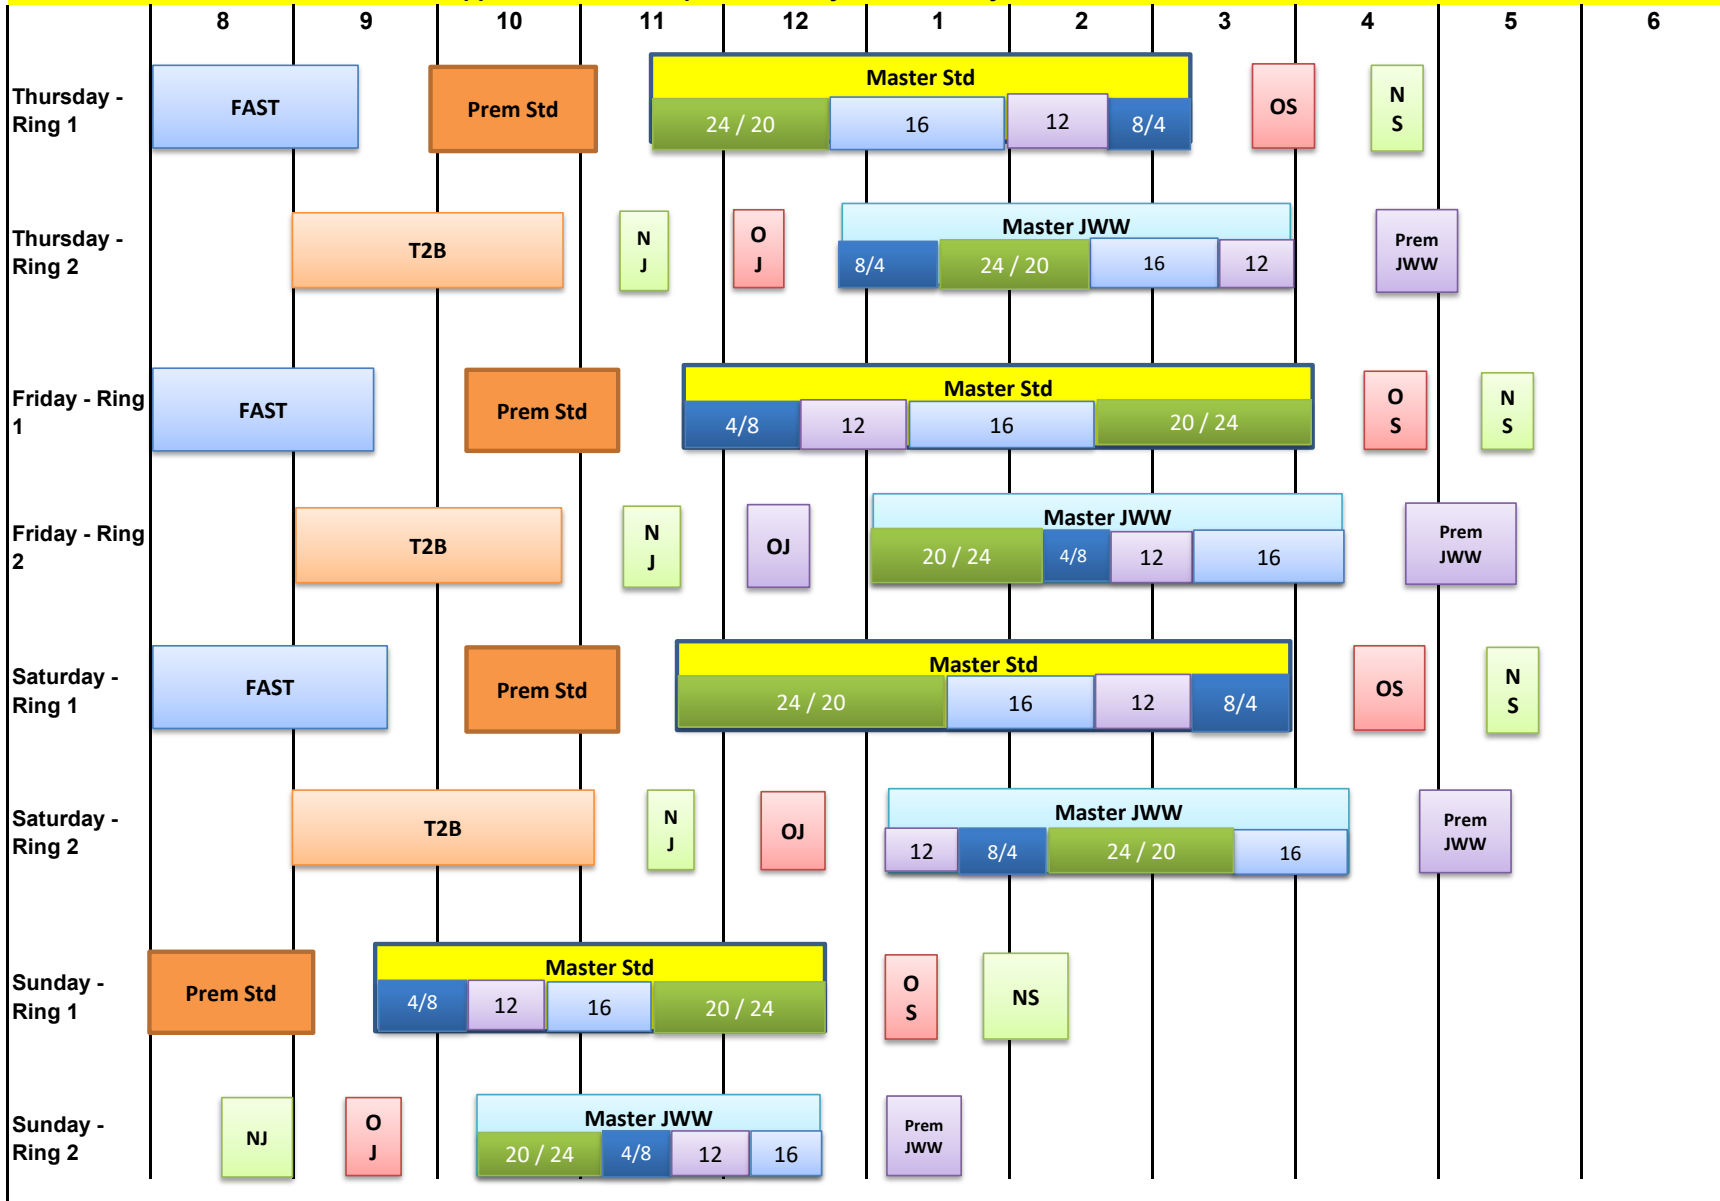 8 9 10 11 12 1 2 3 4 5 6
Thursday -
Ring 1
FAST
Prem Std
Master Std
24 / 20
16
12
8/4
OS
N
S
Thursday -
Ring 2
T2B
N
J
O
J
Master JWW
8/4
24 / 20
16
12
Prem
JWW
Friday - Ring
1
FAST
Prem Std
Master Std
4/8
12
16
20 / 24
O
S
N
S
Friday - Ring
2
T2B
N
J
OJ
Master JWW
20 / 24
4/8
12
16
Prem
JWW
Saturday -
Ring 1
FAST
Prem Std
Master Std
24 / 20
16
12
8/4
OS
N
S
Saturday -
Ring 2
T2B
N
J
OJ
Master JWW
12
8/4
24 / 20
16
Prem
JWW
Sunday -
Ring 1
Prem Std
Master Std
4/8
12
16
20 / 24
O
S
NS
Sunday -
Ring 2
NJ
O
J
Master JWW
20 / 24
4/8
12
16
Prem
JWW